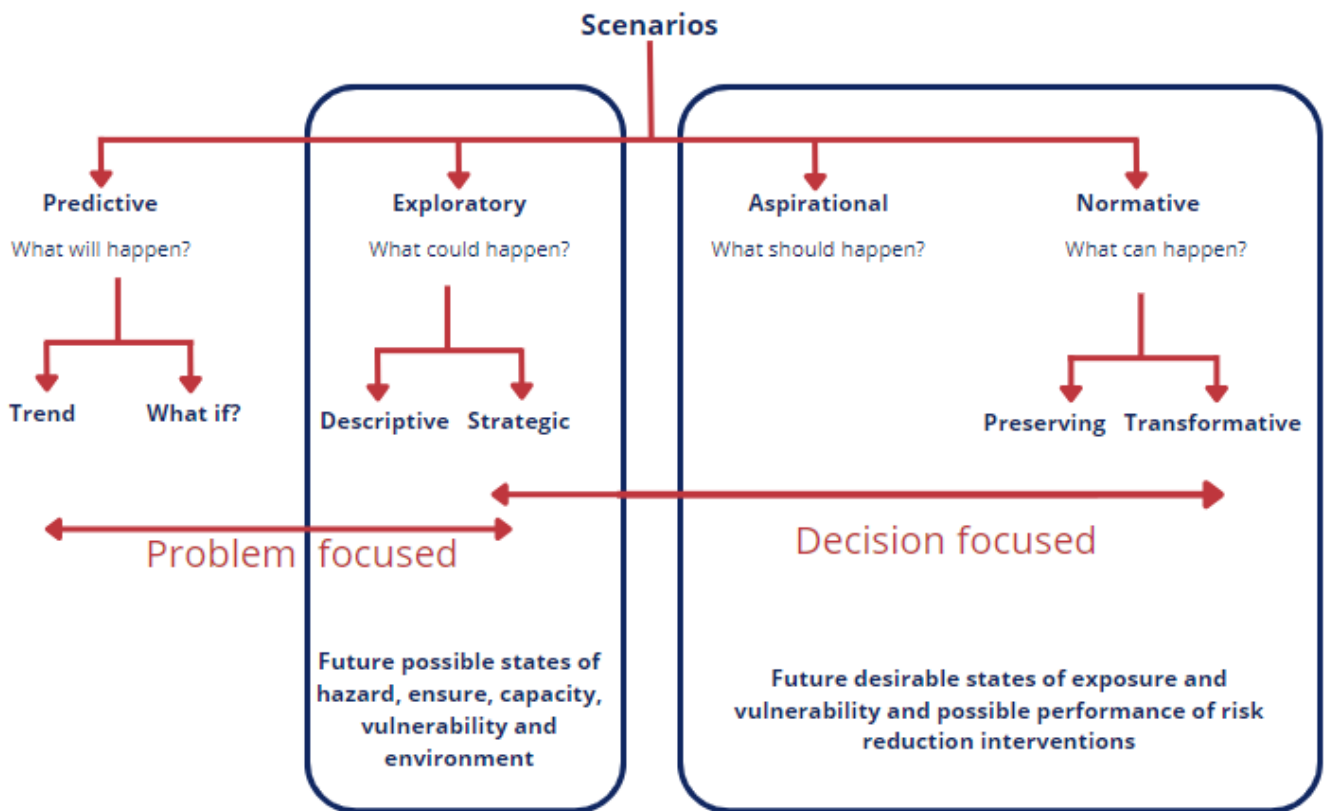 Scenarios
Predictive
Exploratory
Aspirational
Normative
What will happen?
What could happen?
What should happen?
What can happen?
Trend
What if?
Descriptive
Strategic
Preserving
Transformative
Problem focused
Decision focused
Future possible states of
hazard, ensure, capacity,
vulnerability and
environment
Future desirable states of exposure and
vulnerability and possible performance of risk
reduction interventions